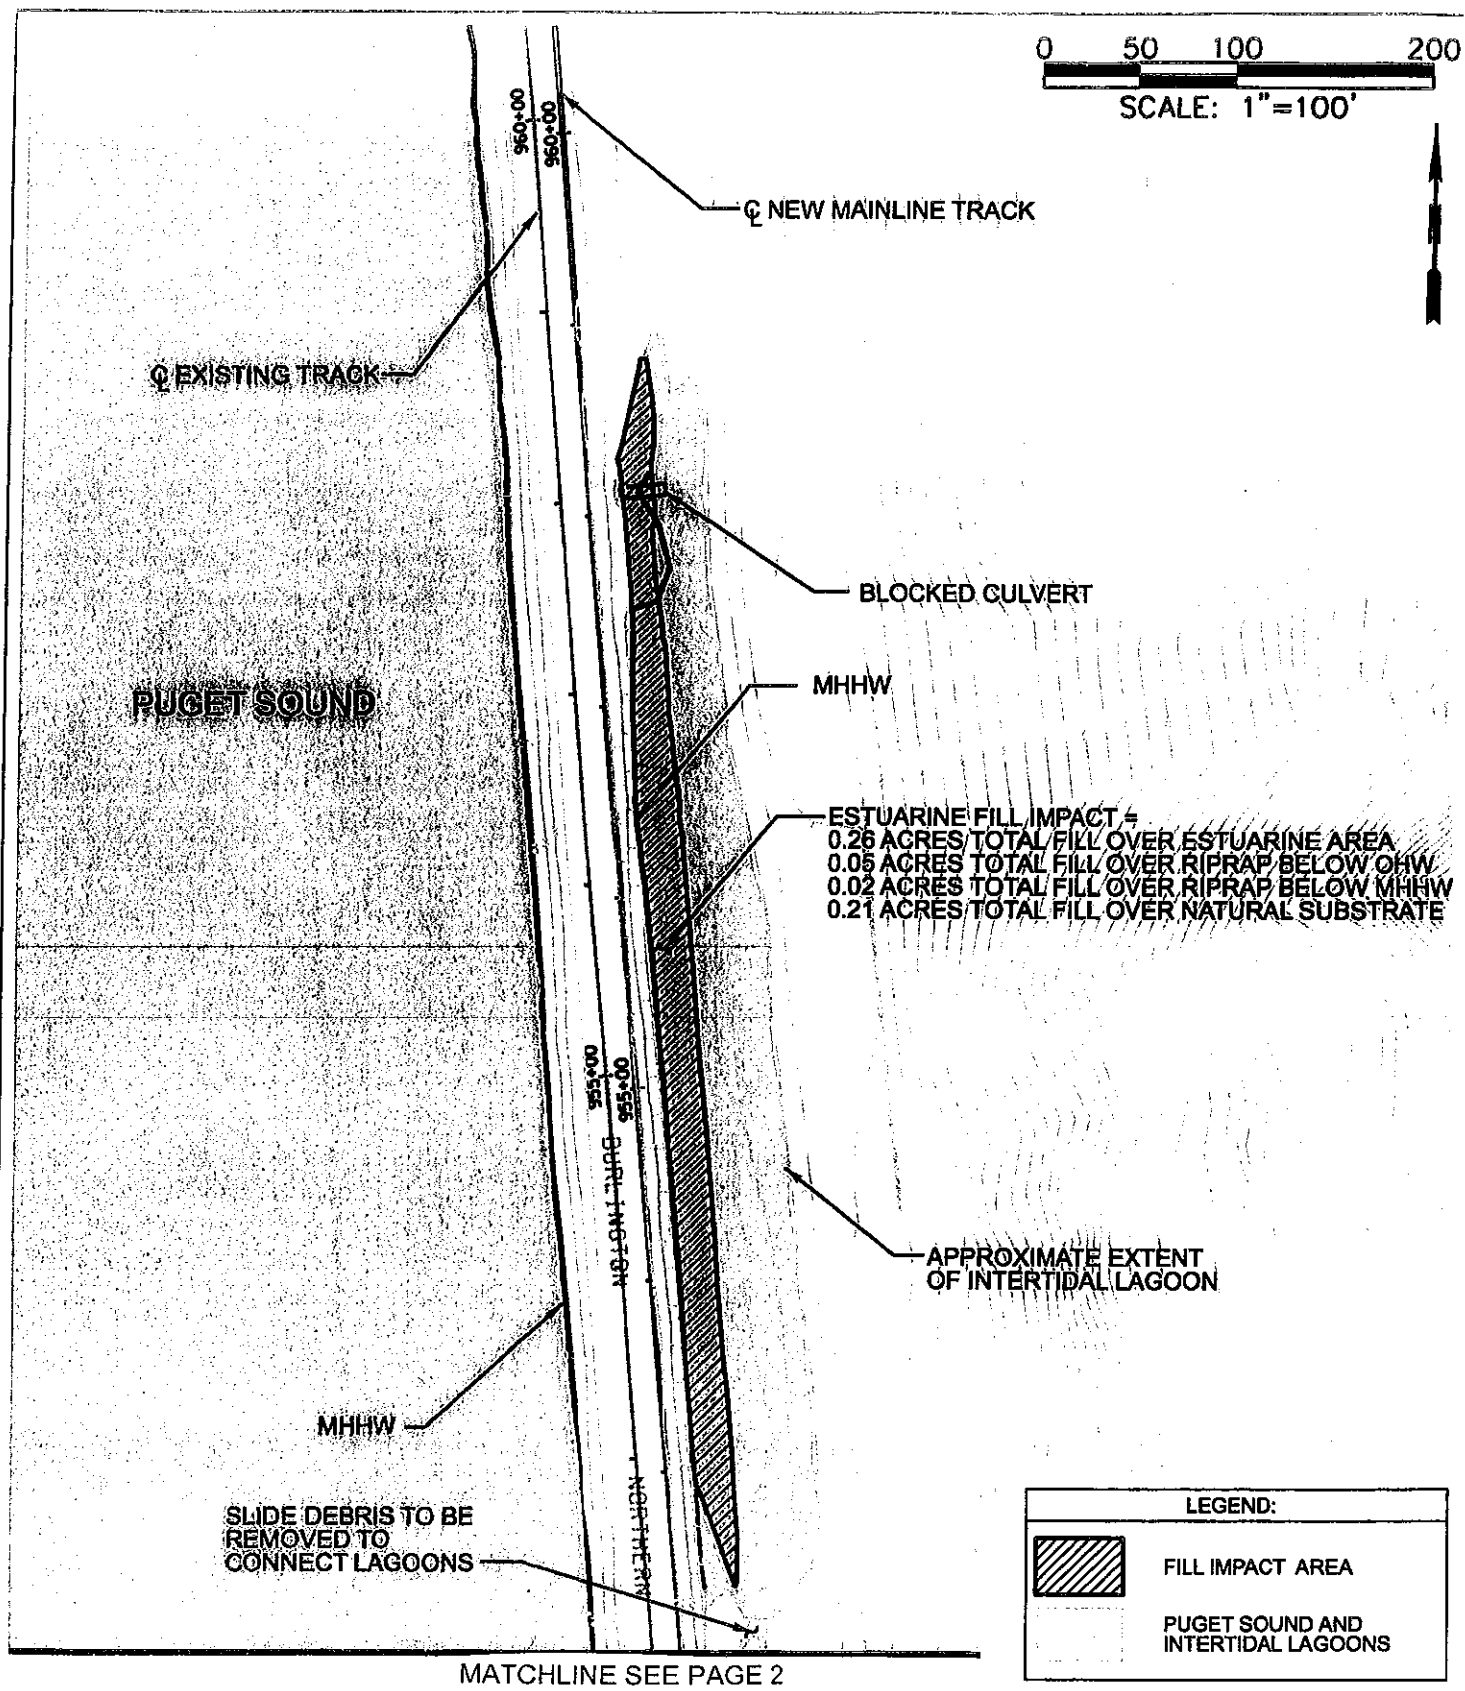 0 50 100 200
SCALE: 1"=100'
960+00
960+00
℄ NEW MAINLINE TRACK
℄ EXISTING TRACK
BLOCKED CULVERT
MHHW
PUGET SOUND
ESTUARINE FILL IMPACT =
0.26 ACRES TOTAL FILL OVER ESTUARINE AREA
0.05 ACRES TOTAL FILL OVER RIPRAP BELOW OHW
0.02 ACRES TOTAL FILL OVER RIPRAP BELOW MHHW
0.21 ACRES TOTAL FILL OVER NATURAL SUBSTRATE
955+00
955+00
BURLINGTON
NORTHERN
APPROXIMATE EXTENT
OF INTERTIDAL LAGOON
MHHW
SLIDE DEBRIS TO BE
REMOVED TO
CONNECT LAGOONS
LEGEND:
FILL IMPACT AREA
PUGET SOUND AND
INTERTIDAL LAGOONS
MATCHLINE SEE PAGE 2